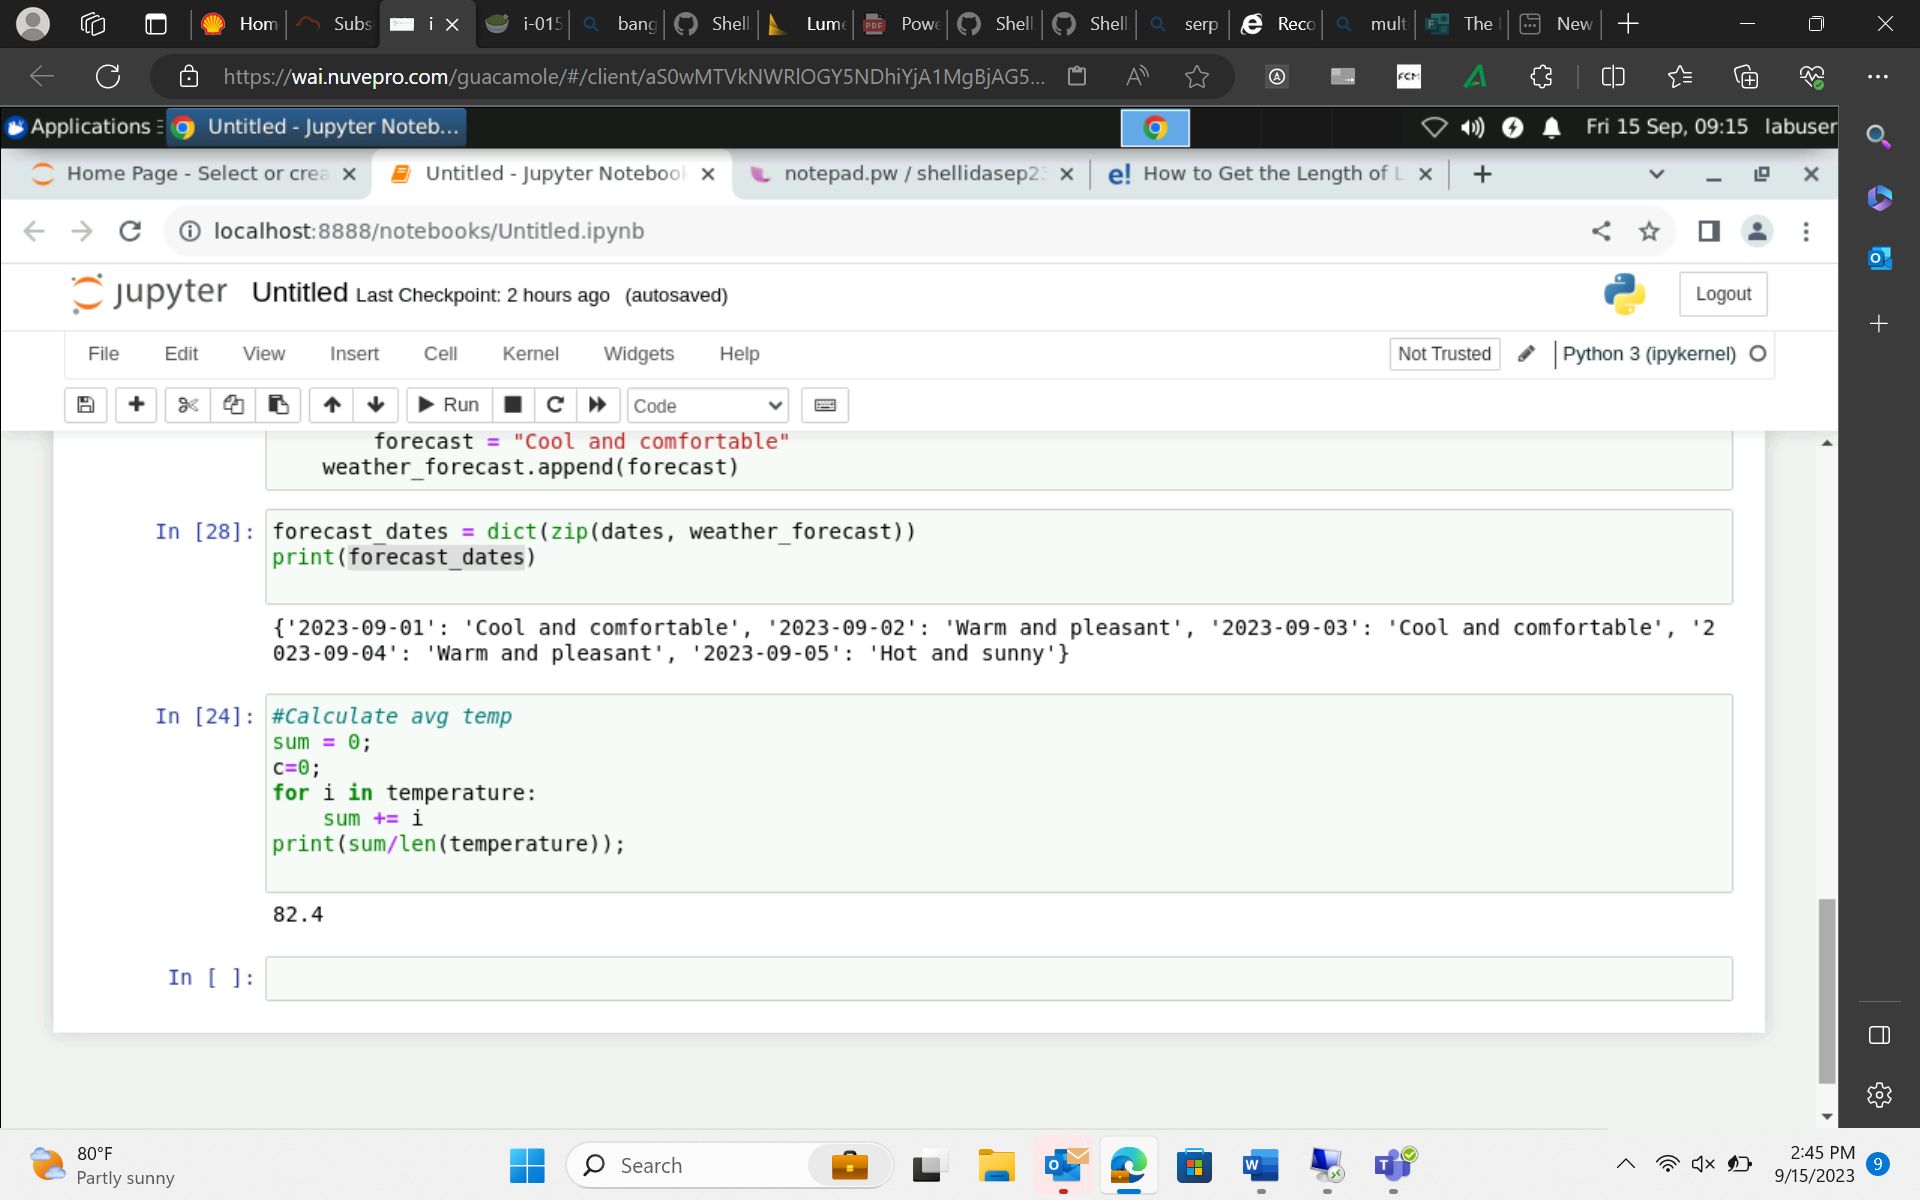 Hom
Subs
i
i-015
bang
Shell
Lume
Powe
Shell
Shell
serp
Reco
mult
The
New
https://wai.nuvepro.com/guacamole/#/client/aS0wMTVkNWRlOGY5NDhiYjA1MgBjAG5...
Applications
Untitled - Jupyter Noteb...
Fri 15 Sep, 09:15 labuser
Home Page - Select or crea
Untitled - Jupyter Notebook
notepad.pw / shellidasep23
How to Get the Length of L
localhost:8888/notebooks/Untitled.ipynb
jupyter Untitled Last Checkpoint: 2 hours ago (autosaved)
Logout
File Edit View Insert Cell Kernel Widgets Help
Not Trusted
Python 3 (ipykernel)
Run
Code
forecast = "Cool and comfortable"
weather_forecast.append(forecast)
In [28]:
forecast_dates = dict(zip(dates, weather_forecast))
print(forecast_dates)
{'2023-09-01': 'Cool and comfortable', '2023-09-02': 'Warm and pleasant', '2023-09-03': 'Cool and comfortable', '2
023-09-04': 'Warm and pleasant', '2023-09-05': 'Hot and sunny'}
In [24]:
#Calculate avg temp
sum = 0;
c=0;
for i in temperature:
sum += i
print(sum/len(temperature));
82.4
In [ ]:
80°F
Partly sunny
Search
2:45 PM
9/15/2023
9